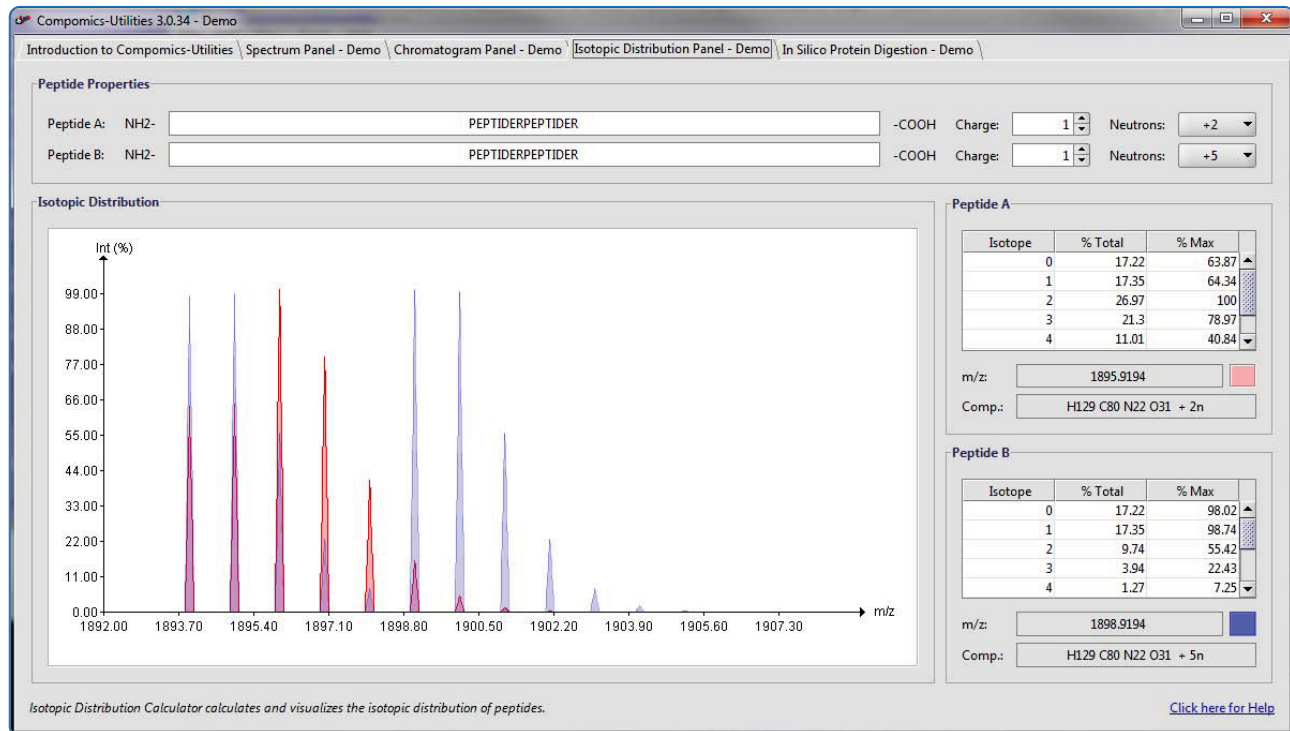 Compomics-Utilities 3.0.34 - Demo
Introduction to Compomics-Utilities Spectrum Panel - Demo Chromatogram Panel - Demo Isotopic Distribution Panel - Demo In Silico Protein Digestion - Demo
Peptide Properties
Peptide A: NH2- PEPTIDERPEPTIDER -COOH Charge: 1 Neutrons: +2
Peptide B: NH2- PEPTIDERPEPTIDER -COOH Charge: 1 Neutrons: +5
Isotopic Distribution
Int (%)
99.00
88.00
77.00
66.00
55.00
44.00
33.00
22.00
11.00
0.00
m/z
1892.00 1893.70 1895.40 1897.10 1898.80 1900.50 1902.20 1903.90 1905.60 1907.30
Peptide A
Isotope % Total % Max
0 17.22 63.87
1 17.35 64.34
2 26.97 100
3 21.3 78.97
4 11.01 40.84
m/z: 1895.9194
Comp.: H129 C80 N22 O31 + 2n
Peptide B
Isotope % Total % Max
0 17.22 98.02
1 17.35 98.74
2 9.74 55.42
3 3.94 22.43
4 1.27 7.25
m/z: 1898.9194
Comp.: H129 C80 N22 O31 + 5n
Isotopic Distribution Calculator calculates and visualizes the isotopic distribution of peptides.
Click here for Help